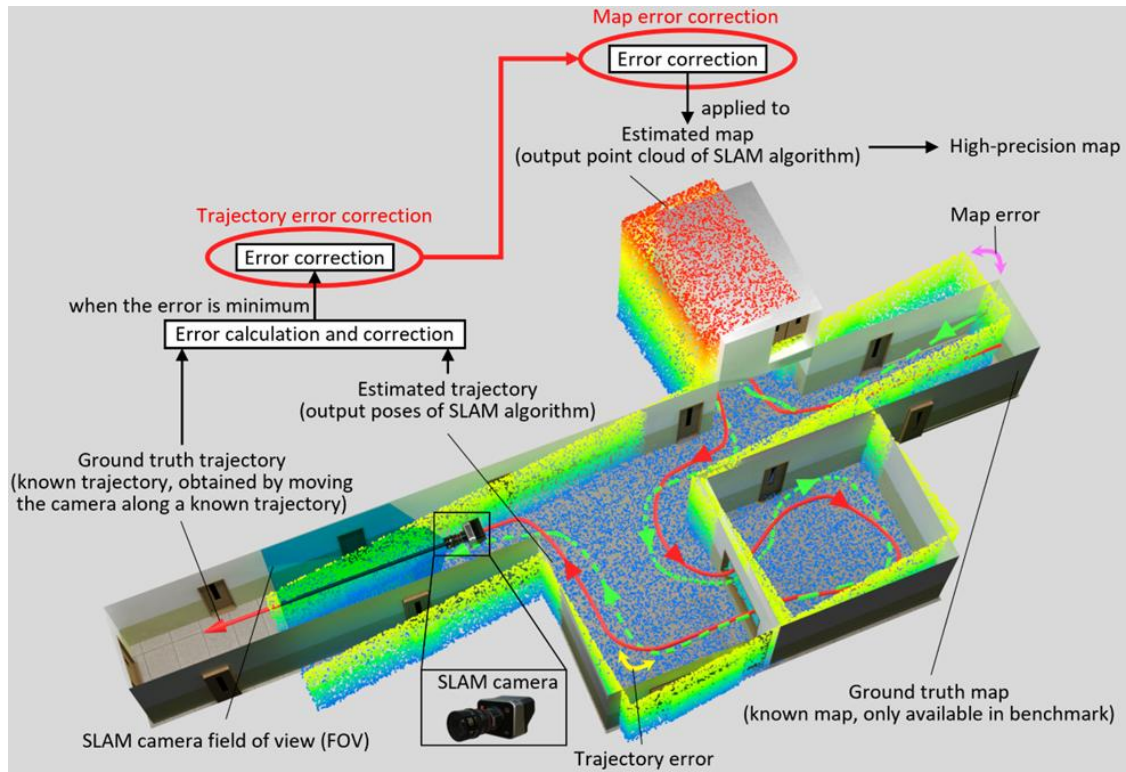 Map error correction
Error correction
applied to
Estimated map
(output point cloud of SLAM algorithm)
High-precision map
Trajectory error correction
Map error
Error correction
when the error is minimum
Error calculation and correction
Estimated trajectory
(output poses of SLAM algorithm)
Ground truth trajectory
(known trajectory, obtained by moving
the camera along a known trajectory)
SLAM camera
Ground truth map
(known map, only available in benchmark)
SLAM camera field of view (FOV)
Trajectory error